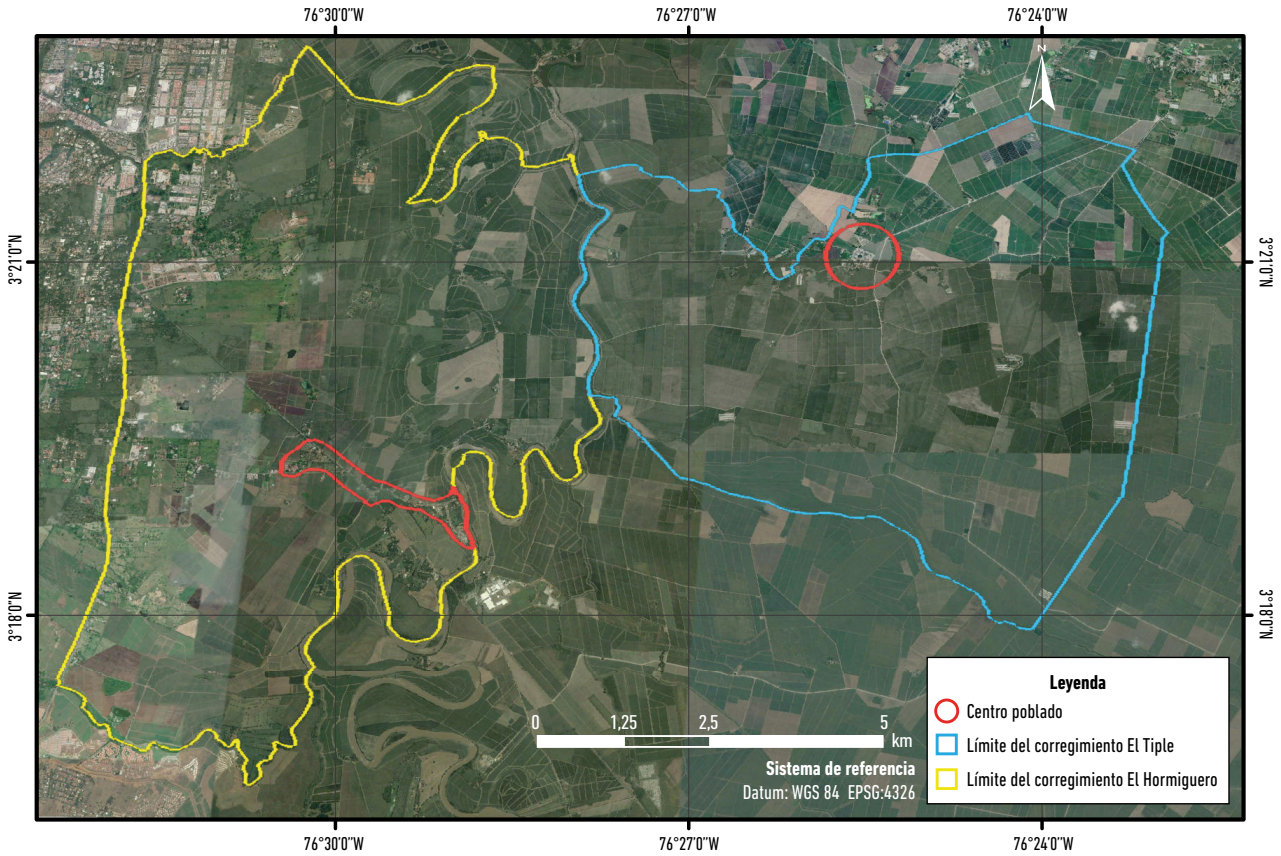 76°30'0"W 76°27'0"W 76°24'0"W
N
3°21'0"N 3°21'0"N
3°18'0"N 3°18'0"N
0 1,25 2,5 5
km
Sistema de referencia
Datum: WGS 84 EPSG:4326
Leyenda
Centro poblado
Límite del corregimiento El Tiple
Límite del corregimiento El Hormiguero
76°30'0"W 76°27'0"W 76°24'0"W